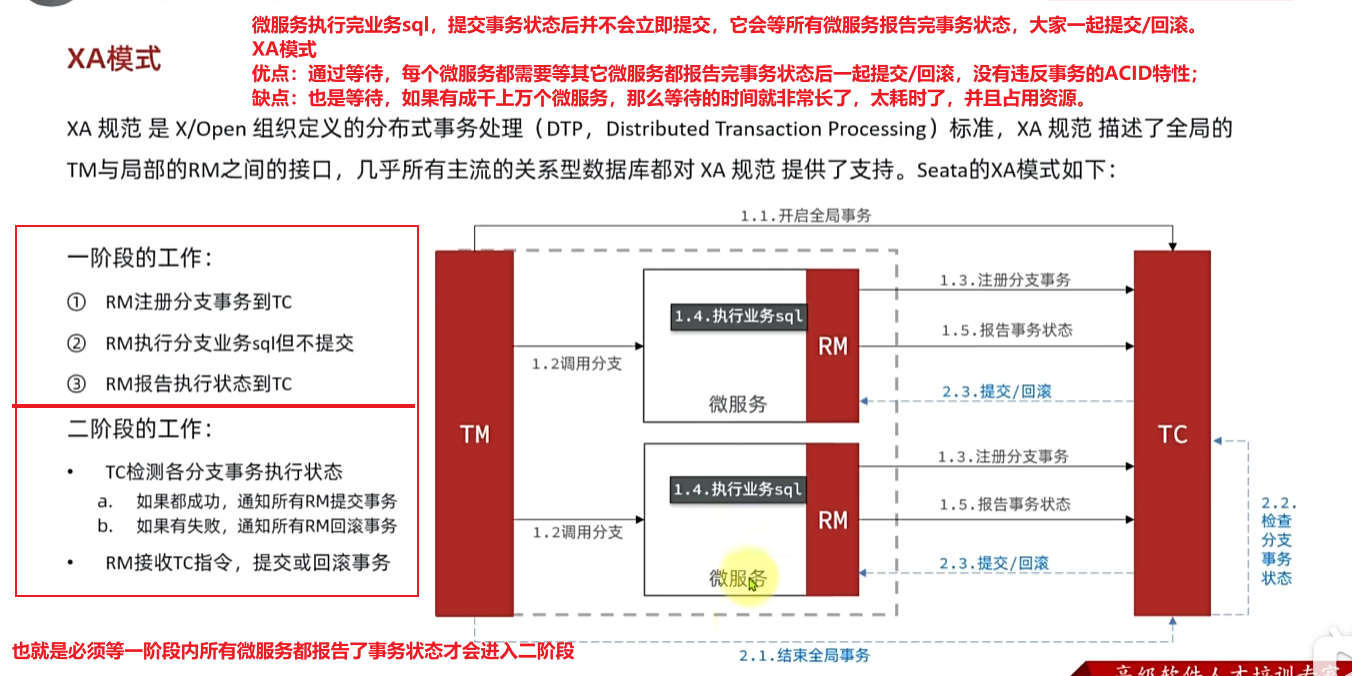 微服务执行完业务sql，提交事务状态后并不会立即提交，它会等所有微服务报告完事务状态，大家一起提交/回滚。
XA模式
优点：通过等待，每个微服务都需要等其它微服务都报告完事务状态后一起提交/回滚，没有违反事务的ACID特性；
缺点：也是等待，如果有成千上万个微服务，那么等待的时间就非常长了，太耗时了，并且占用资源。
XA模式
XA 规范 是 X/Open 组织定义的分布式事务处理（DTP，Distributed Transaction Processing）标准，XA 规范 描述了全局的
TM与局部的RM之间的接口，几乎所有主流的关系型数据库都对 XA 规范 提供了支持。Seata的XA模式如下：
一阶段的工作：
① RM注册分支事务到TC
② RM执行分支业务sql但不提交
③ RM报告执行状态到TC
二阶段的工作：
• TC检测各分支事务执行状态
a. 如果都成功，通知所有RM提交事务
b. 如果有失败，通知所有RM回滚事务
• RM接收TC指令，提交或回滚事务
1.1.开启全局事务
TM
1.2调用分支
1.4.执行业务sql
RM
微服务
1.3.注册分支事务
1.5.报告事务状态
2.3.提交/回滚
1.2调用分支
1.4.执行业务sql
RM
微服务
1.3.注册分支事务
1.5.报告事务状态
2.3.提交/回滚
TC
2.2.
检查
分支
事务
状态
2.1.结束全局事务
也就是必须等一阶段内所有微服务都报告了事务状态才会进入二阶段
高级软件人才培训专家